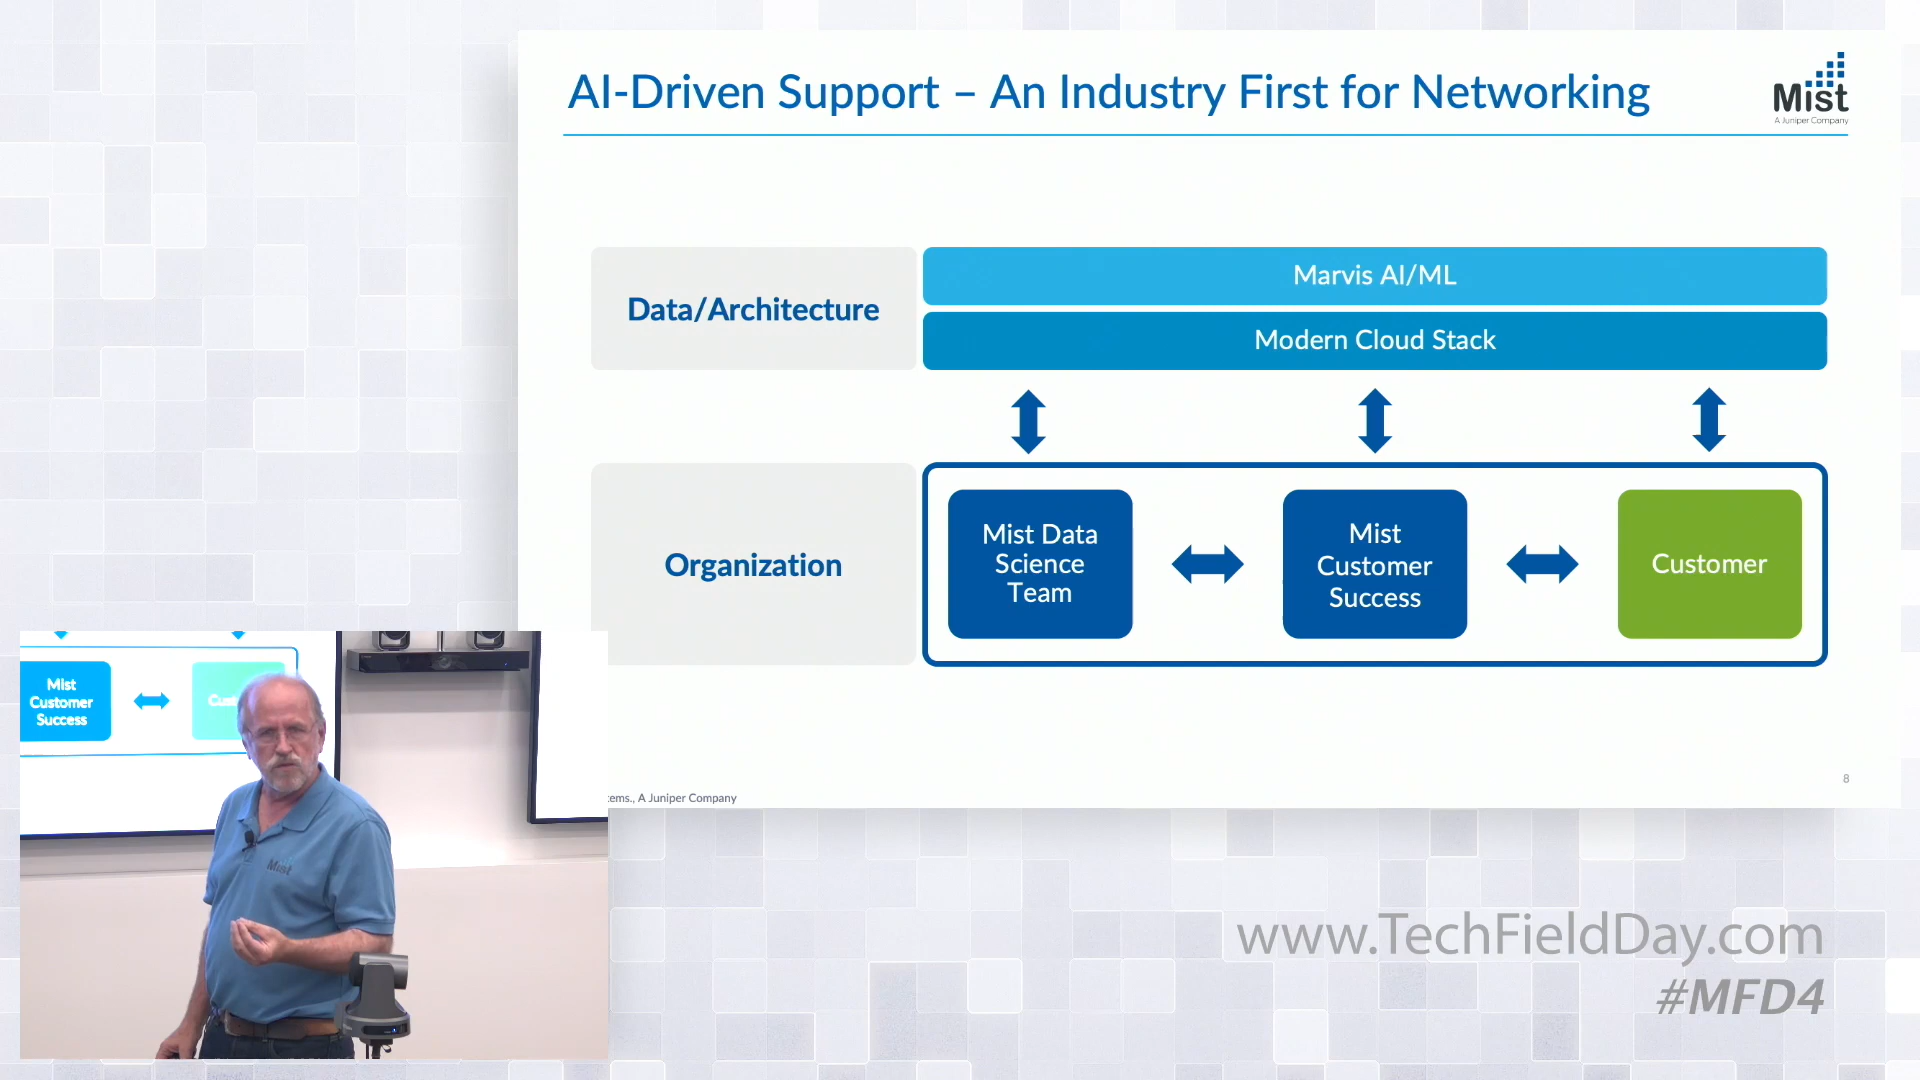 AI-Driven Support – An Industry First for Networking
Mist
A Juniper Company
Data/Architecture
Marvis AI/ML
Modern Cloud Stack
Organization
Mist Data
Science
Team
Mist
Customer
Success
Customer
8
, A Juniper Company
Mist
Customer
Success
Mist
www.TechFieldDay.com
#MFD4